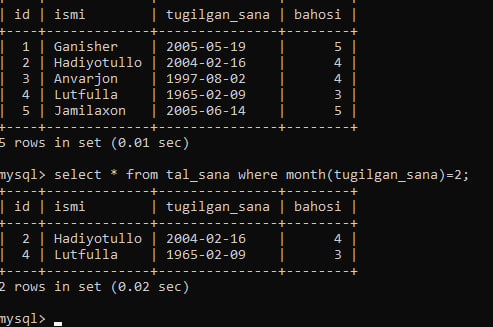 | id | ismi        | tugilgan_sana | bahosi |
+----+-------------+---------------+--------+
|  1 | Ganisher    | 2005-05-19    |      5 |
|  2 | Hadiyotullo | 2004-02-16    |      4 |
|  3 | Anvarjon    | 1997-08-02    |      4 |
|  4 | Lutfulla    | 1965-02-09    |      3 |
|  5 | Jamilaxon   | 2005-06-14    |      5 |
+----+-------------+---------------+--------+
5 rows in set (0.01 sec)
mysql> select * from tal_sana where month(tugilgan_sana)=2;
+----+-------------+---------------+--------+
| id | ismi        | tugilgan_sana | bahosi |
+----+-------------+---------------+--------+
|  2 | Hadiyotullo | 2004-02-16    |      4 |
|  4 | Lutfulla    | 1965-02-09    |      3 |
+----+-------------+---------------+--------+
2 rows in set (0.02 sec)
mysql> _